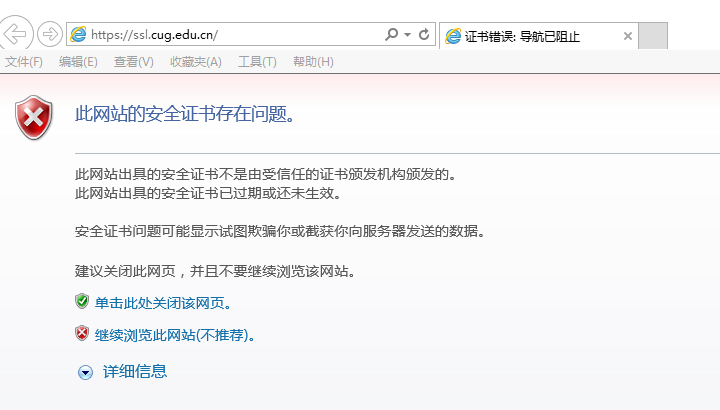 https://ssl.cug.edu.cn/
证书错误: 导航已阻止
文件(F) 编辑(E) 查看(V) 收藏夹(A) 工具(T) 帮助(H)
此网站的安全证书存在问题。
此网站出具的安全证书不是由受信任的证书颁发机构颁发的。
此网站出具的安全证书已过期或还未生效。
安全证书问题可能显示试图欺骗你或截获你向服务器发送的数据。
建议关闭此网页，并且不要继续浏览该网站。
单击此处关闭该网页。
继续浏览此网站(不推荐)。
详细信息